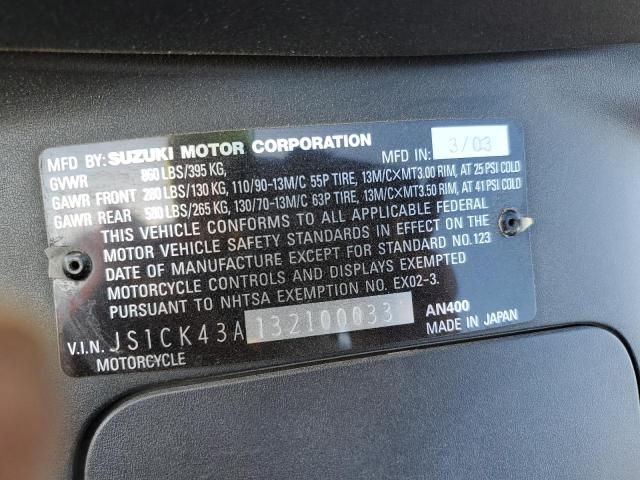 MFD BY: SUZUKI MOTOR CORPORATION MFD IN: 3/03
GVWR 860 LBS/395 KG,
GAWR FRONT 280 LBS/130 KG, 110/90-13M/C 55P TIRE, 13M/C×MT3.00 RIM, AT 25 PSI COLD
GAWR REAR 580 LBS/265 KG, 130/70-13M/C 63P TIRE, 13M/C×MT3.50 RIM, AT 41 PSI COLD
THIS VEHICLE CONFORMS TO ALL APPLICABLE FEDERAL
MOTOR VEHICLE SAFETY STANDARDS IN EFFECT ON THE
DATE OF MANUFACTURE EXCEPT FOR STANDARD NO.123
MOTORCYCLE CONTROLS AND DISPLAYS EXEMPTED
PURSUANT TO NHTSA EXEMPTION NO. EX02-3.
V.I.N. JS1CK43A132100033 AN400
MOTORCYCLE MADE IN JAPAN